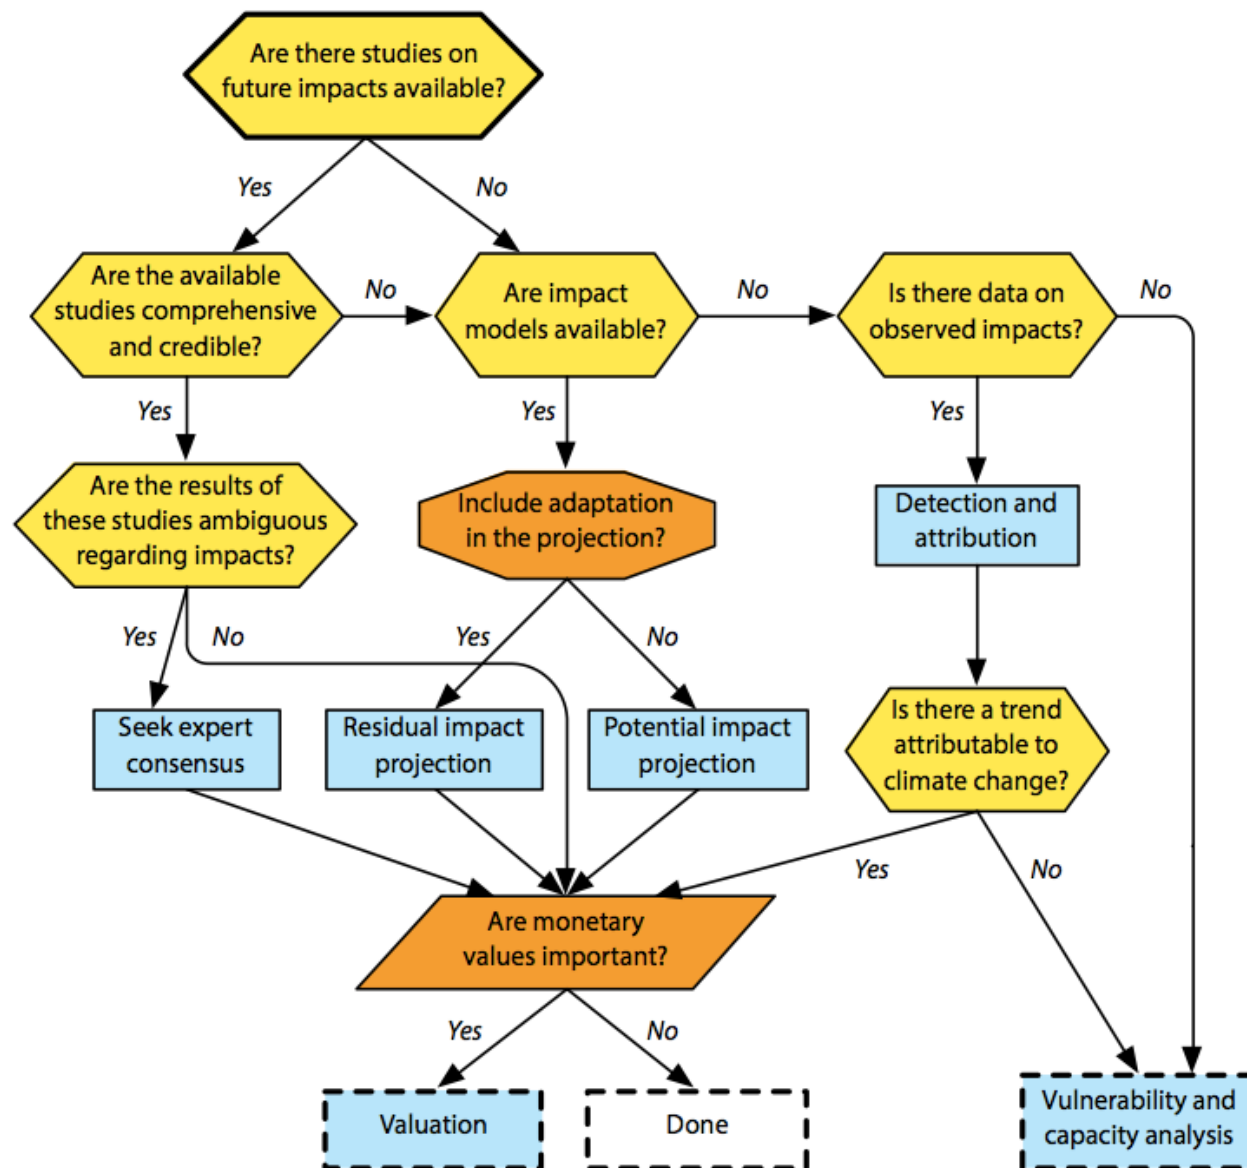 Are there studies on
future impacts available?
Yes
No
Are the available
studies comprehensive
and credible?
No
Are impact
models available?
No
Is there data on
observed impacts?
No
Yes
Yes
Yes
Are the results of
these studies ambiguous
regarding impacts?
Include adaptation
in the projection?
Detection and
attribution
Yes
No
Yes
No
Seek expert
consensus
Residual impact
projection
Potential impact
projection
Is there a trend
attributable to
climate change?
Yes
No
Are monetary
values important?
Yes
No
Valuation
Done
Vulnerability and
capacity analysis